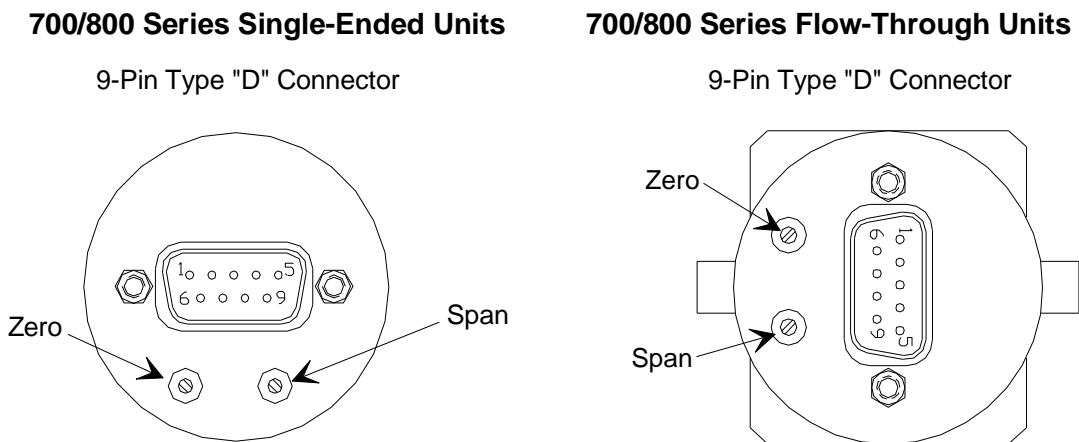 700/800 Series Single-Ended Units
9-Pin Type "D" Connector
1
5
6
9
Zero
Span
700/800 Series Flow-Through Units
9-Pin Type "D" Connector
Zero
6
1
9
5
Span